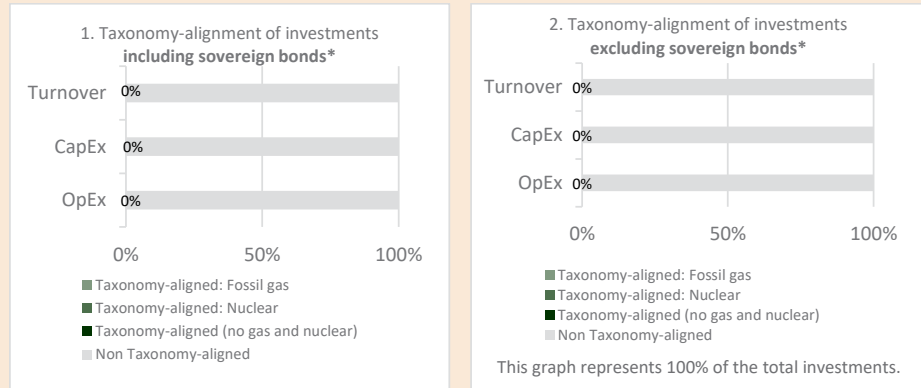 1. Taxonomy-alignment of investments
including sovereign bonds*
Turnover 0%
CapEx 0%
OpEx 0%
0% 50% 100%
Taxonomy-aligned: Fossil gas
Taxonomy-aligned: Nuclear
Taxonomy-aligned (no gas and nuclear)
Non Taxonomy-aligned
2. Taxonomy-alignment of investments
excluding sovereign bonds*
Turnover 0%
CapEx 0%
OpEx 0%
0% 50% 100%
Taxonomy-aligned: Fossil gas
Taxonomy-aligned: Nuclear
Taxonomy-aligned (no gas and nuclear)
Non Taxonomy-aligned
This graph represents 100% of the total investments.